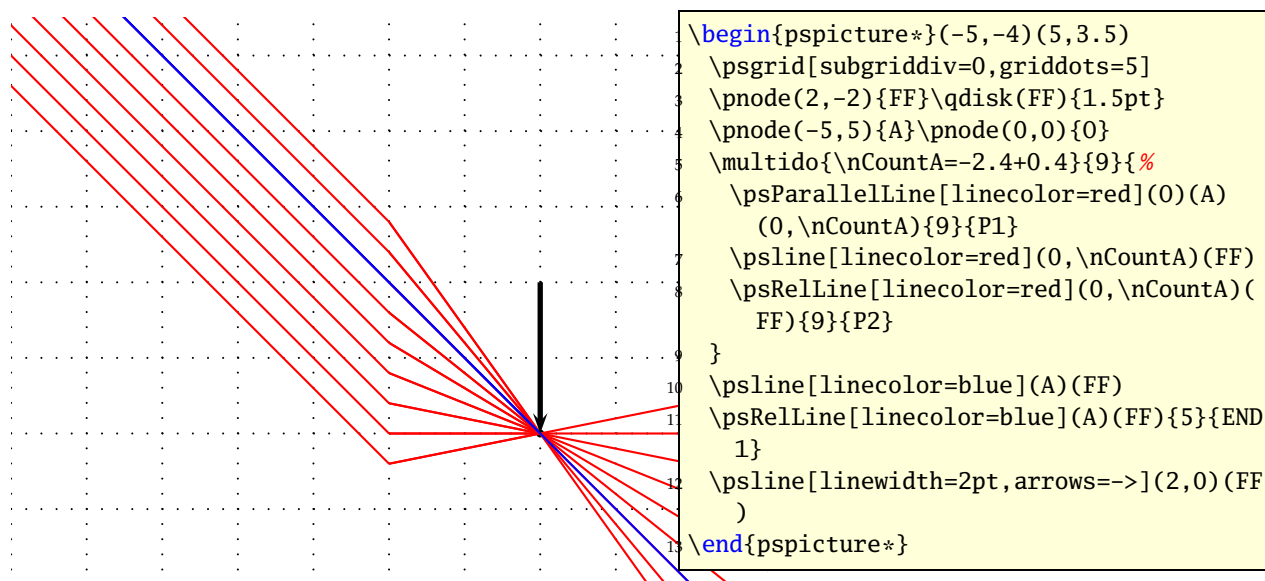 1 \begin{pspicture*}(-5,-4)(5,3.5)
2 \psgrid[subgriddiv=0,griddots=5]
3 \pnode(2,-2){FF}\qdisk(FF){1.5pt}
4 \pnode(-5,5){A}\pnode(0,0){O}
5 \multido{\nCountA=-2.4+0.4}{9}{%
6 \psParallelLine[linecolor=red](O)(A)
(0,\nCountA){9}{P1}
7 \psline[linecolor=red](0,\nCountA)(FF)
8 \psRelLine[linecolor=red](0,\nCountA)(
FF){9}{P2}
9 }
10 \psline[linecolor=blue](A)(FF)
11 \psRelLine[linecolor=blue](A)(FF){5}{END
1}
12 \psline[linewidth=2pt,arrows=->](2,0)(FF
)
13 \end{pspicture*}